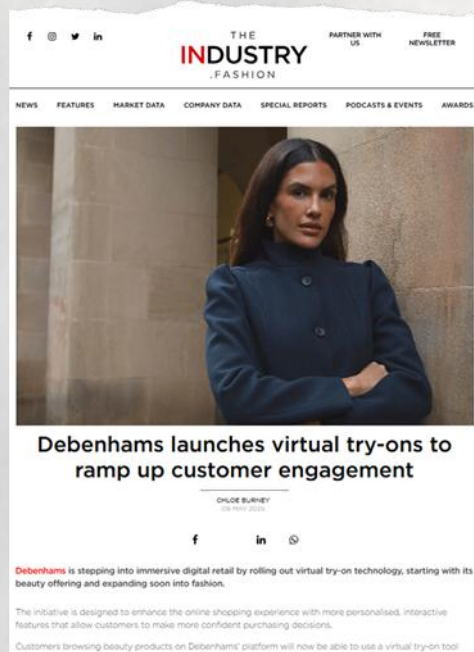 THE
INDUSTRY
.FASHION
PARTNER WITH
US
FREE
NEWSLETTER
NEWS FEATURES MARKET DATA COMPANY DATA SPECIAL REPORTS PODCASTS & EVENTS AWARDS
Debenhams launches virtual try-ons to
ramp up customer engagement
CHLOE BURNEY
MAY
Debenhams is stepping into immersive digital retail by rolling out virtual try-on technology, starting with its
beauty offering and expanding soon into fashion.
The initiative is designed to enhance the online shopping experience with more personalised, interactive
features that allow customers to make more confident purchasing decisions.
Customers browsing beauty products on Debenhams' platform will now be able to use a virtual try-on tool